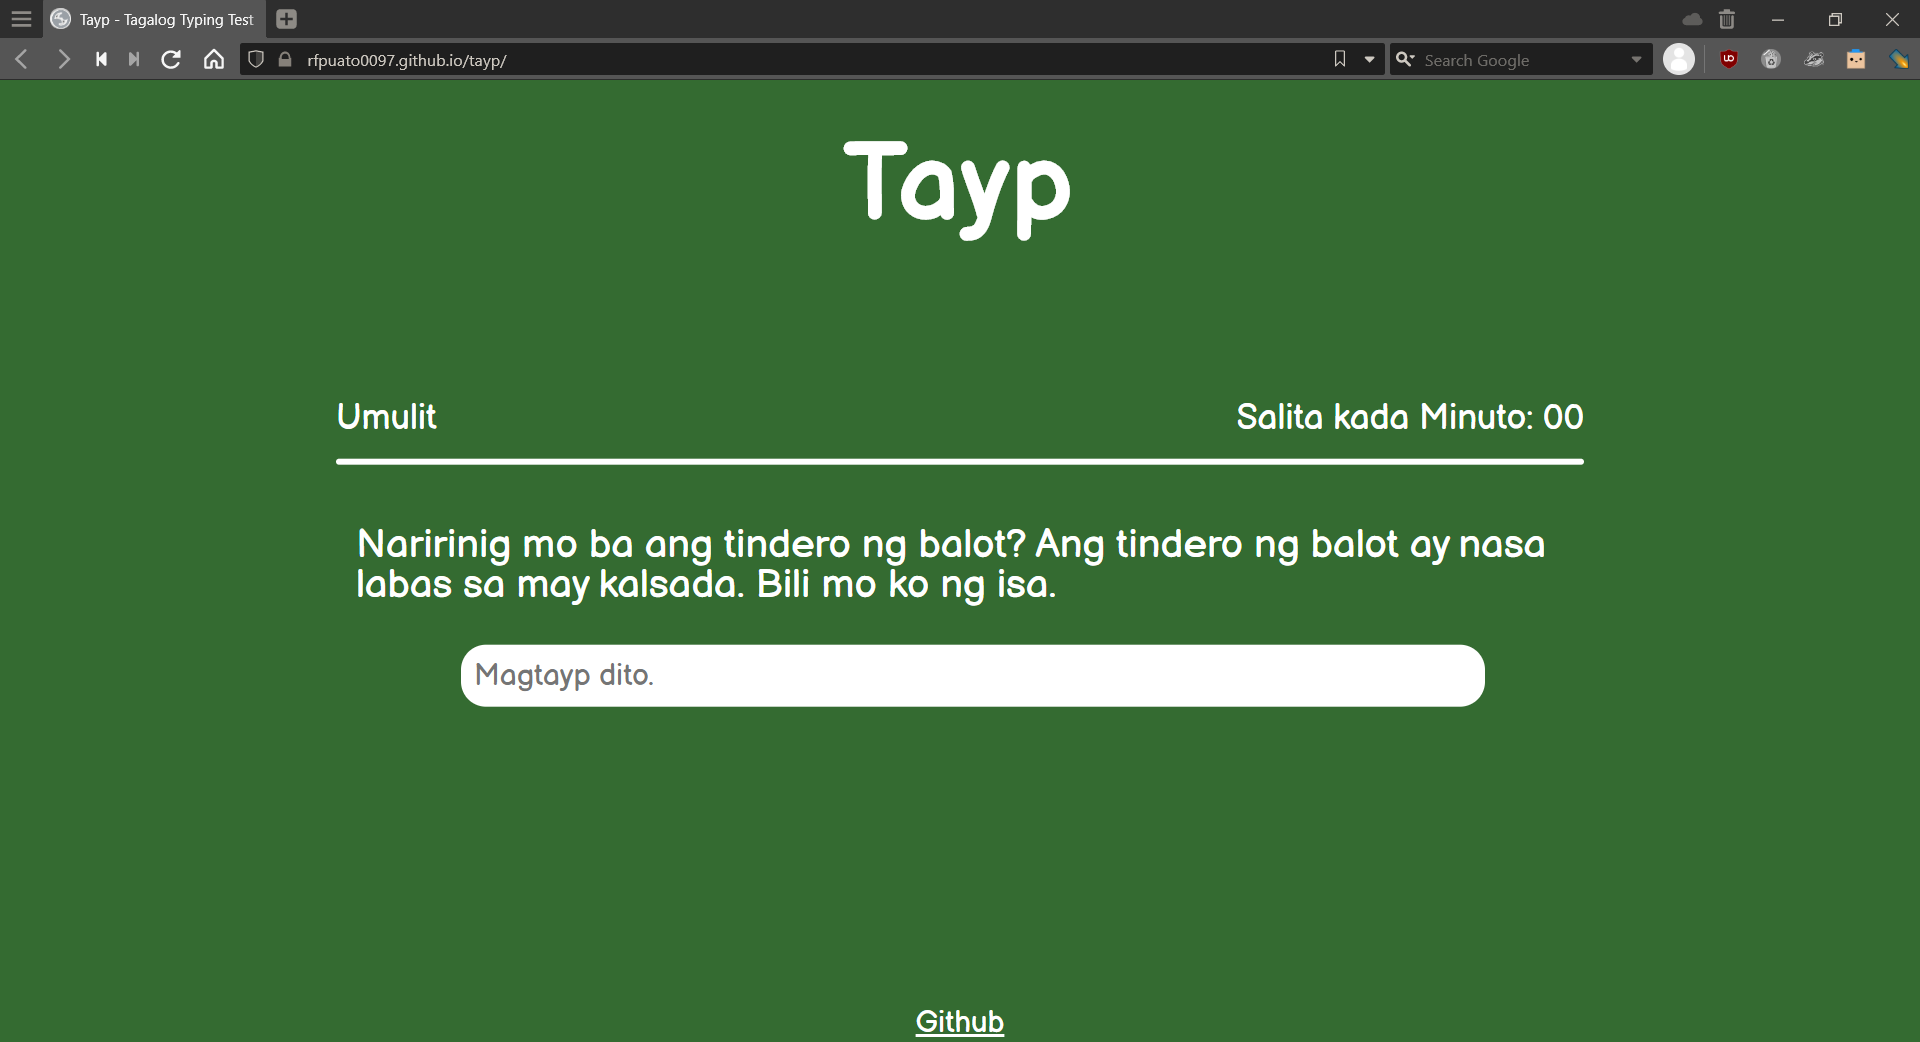 Tayp - Tagalog Typing Test
rfpuato0097.github.io/tayp/
Search Google
Tayp
Umulit
Salita kada Minuto: 00
Naririnig mo ba ang tindero ng balot? Ang tindero ng balot ay nasa
labas sa may kalsada. Bili mo ko ng isa.
Magtayp dito.
Github